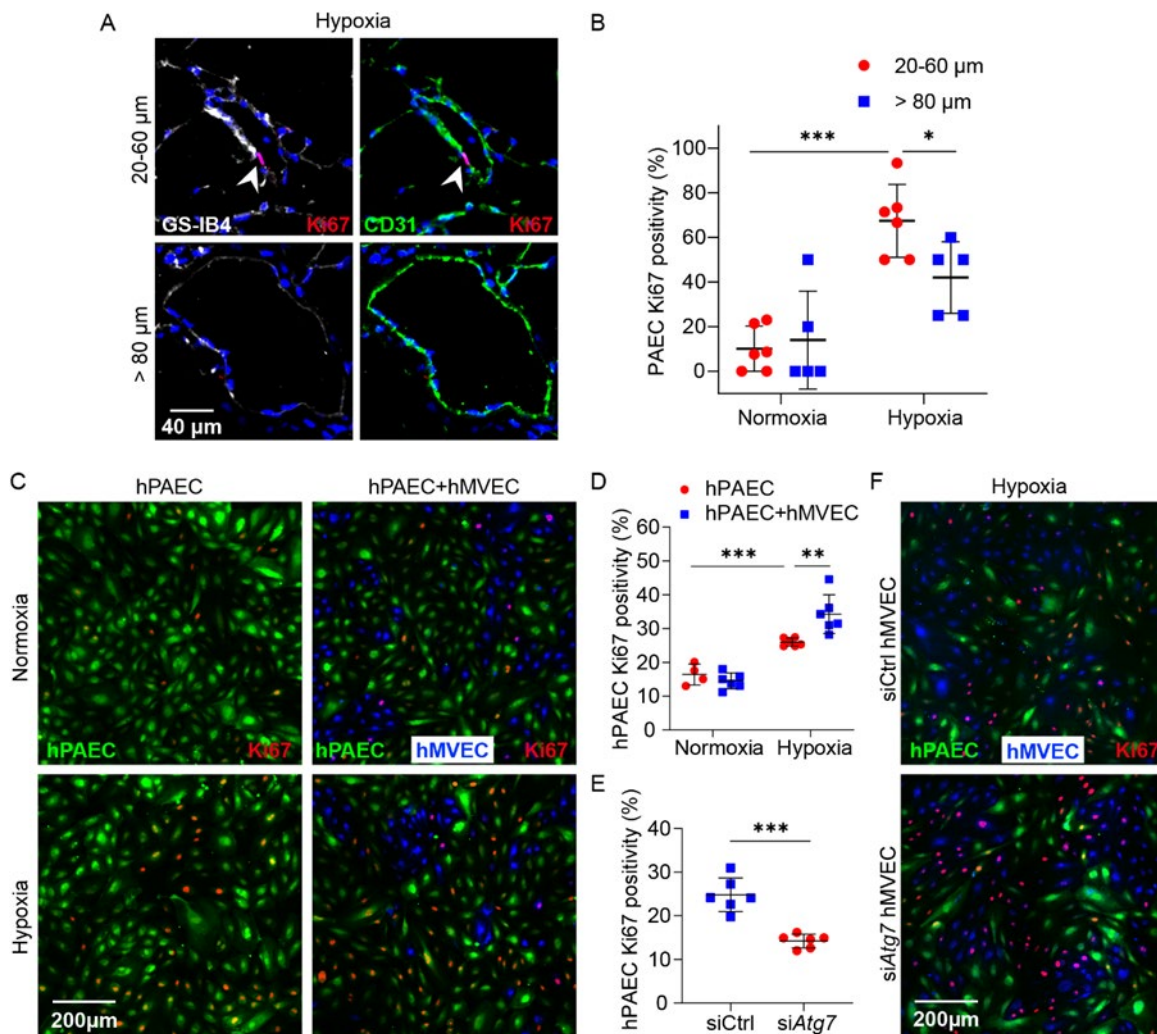 A
Hypoxia
20-60 µm
GS-IB4
Ki67
CD31
Ki67
> 80 µm
40 µm
B
20-60 µm
> 80 µm
PAEC Ki67 positivity (%)
100
80
60
40
20
0
***
*
Normoxia
Hypoxia
C
hPAEC
hPAEC+hMVEC
Normoxia
hPAEC
Ki67
hPAEC
hMVEC
Ki67
Hypoxia
200µm
D
hPAEC
hPAEC+hMVEC
hPAEC Ki67 positivity (%)
60
50
40
30
20
10
0
***
**
Normoxia
Hypoxia
E
hPAEC Ki67 positivity (%)
40
30
20
10
0
***
siCtrl
siAtg7
F
Hypoxia
siCtrl hMVEC
hPAEC
hMVEC
Ki67
siAtg7 hMVEC
200µm